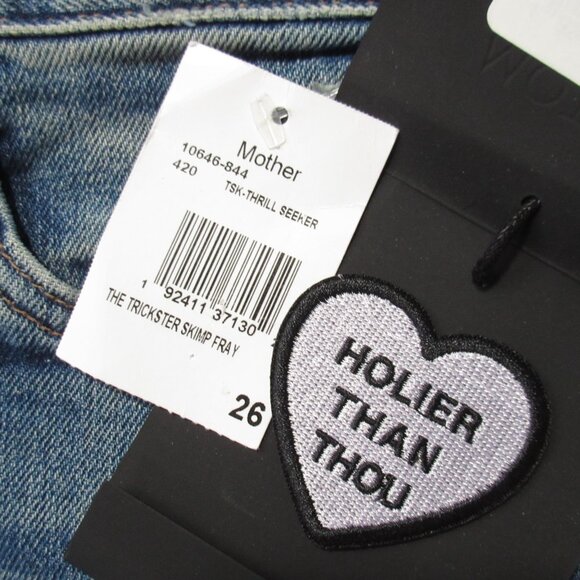 Mother
10646-844
420
TSK-THRILL SEEKER
1 92411 37130
THE TRICKSTER SKIMP FRAY
26
HOLIER
THAN
THOU